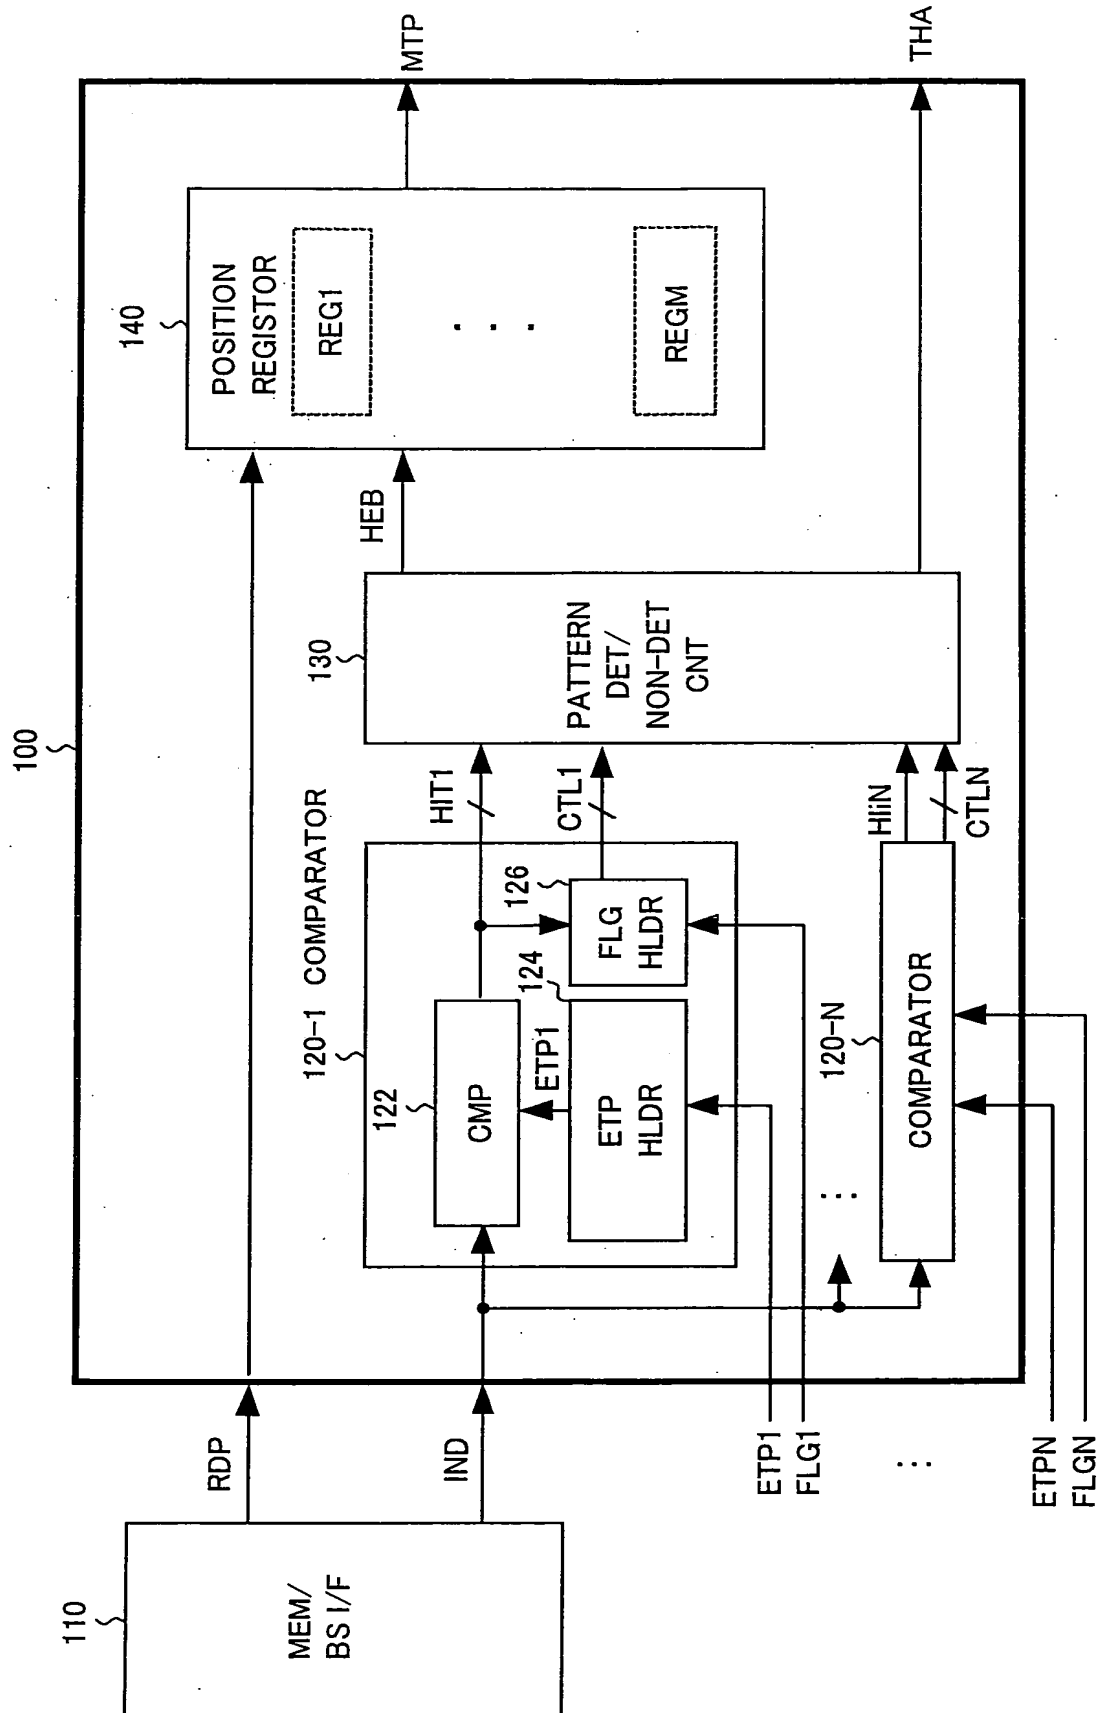 100
110
MEM/
BS I/F
RDP
IND
140
POSITION
REGISTOR
REG1
. . .
REGM
MTP
120-1 COMPARATOR
122
CMP
ETP1
124
ETP
HLDR
126
FLG
HLDR
HIT1
CTL1
130
PATTERN
DET/
NON-DET
CNT
HEB
THA
...
120-N
COMPARATOR
HIiN
CTLN
ETP1
FLG1
...
ETPN
FLGN